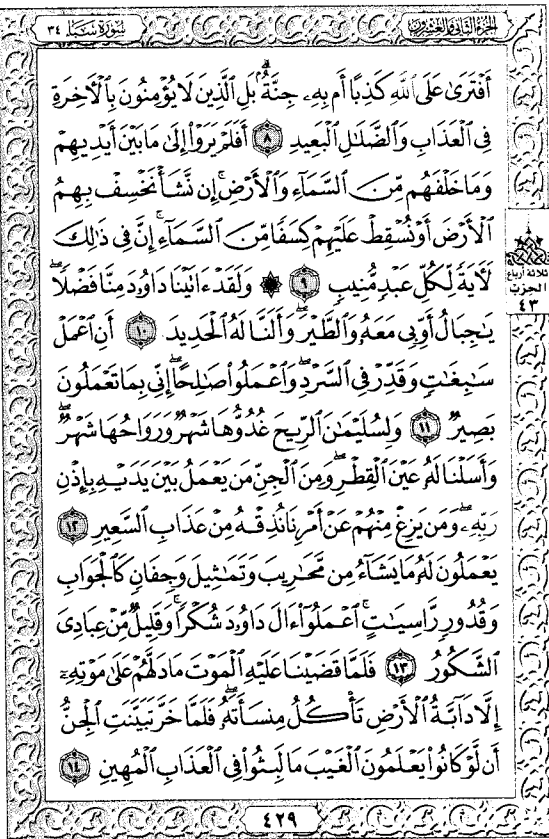 الجزء الثاني والعشرون
سورة سبإ ٣٤
أَفْتَرَىٰ عَلَى ٱللَّهِ كَذِبًا أَم بِهِۦ جِنَّةٌۢ بَلِ ٱلَّذِينَ لَا يُؤْمِنُونَ بِٱلْـَٔاخِرَةِ
فِى ٱلْعَذَابِ وَٱلضَّلَـٰلِ ٱلْبَعِيدِ ٨ أَفَلَمْ يَرَوْا۟ إِلَىٰ مَا بَيْنَ أَيْدِيهِمْ
وَمَا خَلْفَهُم مِّنَ ٱلسَّمَآءِ وَٱلْأَرْضِ ۚ إِن نَّشَأْ نَخْسِفْ بِهِمُ
ٱلْأَرْضَ أَوْ نُسْقِطْ عَلَيْهِمْ كِسَفًا مِّنَ ٱلسَّمَآءِ ۚ إِنَّ فِى ذَٰلِكَ
لَـَٔايَةً لِّكُلِّ عَبْدٍ مُّنِيبٍ ٩ ۞ وَلَقَدْ ءَاتَيْنَا دَاوُۥدَ مِنَّا فَضْلًا ۖ
يَـٰجِبَالُ أَوِّبِى مَعَهُۥ وَٱلطَّيْرَ ۖ وَأَلَنَّا لَهُ ٱلْحَدِيدَ ١٠ أَنِ ٱعْمَلْ
سَـٰبِغَـٰتٍ وَقَدِّرْ فِى ٱلسَّرْدِ ۖ وَٱعْمَلُوا۟ صَـٰلِحًا ۖ إِنِّى بِمَا تَعْمَلُونَ
بَصِيرٌ ١١ وَلِسُلَيْمَـٰنَ ٱلرِّيحَ غُدُوُّهَا شَهْرٌ وَرَوَاحُهَا شَهْرٌ ۖ
وَأَسَلْنَا لَهُۥ عَيْنَ ٱلْقِطْرِ ۖ وَمِنَ ٱلْجِنِّ مَن يَعْمَلُ بَيْنَ يَدَيْهِ بِإِذْنِ
رَبِّهِۦ ۖ وَمَن يَزِغْ مِنْهُمْ عَنْ أَمْرِنَا نُذِقْهُ مِنْ عَذَابِ ٱلسَّعِيرِ ١٢
يَعْمَلُونَ لَهُۥ مَا يَشَآءُ مِن مَّحَـٰرِيبَ وَتَمَـٰثِيلَ وَجِفَانٍ كَٱلْجَوَابِ
وَقُدُورٍ رَّاسِيَـٰتٍ ۚ ٱعْمَلُوٓا۟ ءَالَ دَاوُۥدَ شُكْرًا ۚ وَقَلِيلٌ مِّنْ عِبَادِىَ
ٱلشَّكُورُ ١٣ فَلَمَّا قَضَيْنَا عَلَيْهِ ٱلْمَوْتَ مَا دَلَّهُمْ عَلَىٰ مَوْتِهِۦٓ
إِلَّا دَآبَّةُ ٱلْأَرْضِ تَأْكُلُ مِنسَأَتَهُۥ ۖ فَلَمَّا خَرَّ تَبَيَّنَتِ ٱلْجِنُّ
أَن لَّوْ كَانُوا۟ يَعْلَمُونَ ٱلْغَيْبَ مَا لَبِثُوا۟ فِى ٱلْعَذَابِ ٱلْمُهِينِ ١٤
ثلاثة أرباع
الحزب
٤٣
٤٢٩